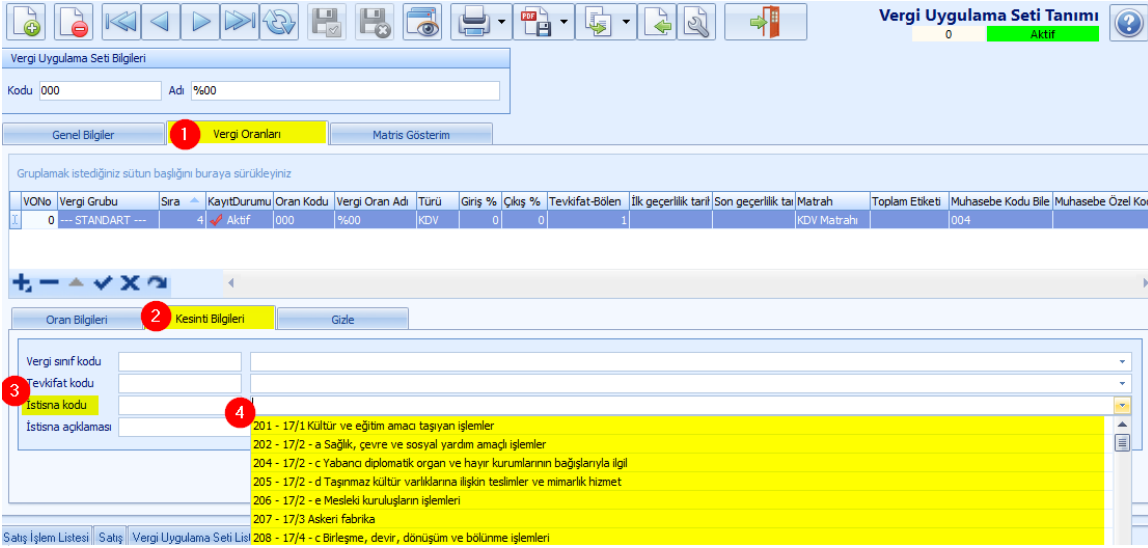 Vergi Uygulama Seti Tanımı
0 Aktif
Vergi Uygulama Seti Bilgileri
Kodu 000 Adı %00
Genel Bilgiler 1 Vergi Oranları Matris Gösterim
Gruplamak istediğiniz sütun başlığını buraya sürükleyiniz
VONo Vergi Grubu Sıra KayıtDurumu Oran Kodu Vergi Oran Adı Türü Giriş % Çıkış % Tevkifat-Bölen İlk geçerlilik tarih Son geçerlilik tar Matrah Toplam Etiketi Muhasebe Kodu Bile Muhasebe Özel Ko
0 --- STANDART --- 4 Aktif 000 %00 KDV 0 0 1 KDV Matrahı 004
Oran Bilgileri 2 Kesinti Bilgileri Gizle
Vergi sınıf kodu
3 Tevkifat kodu
İstisna kodu 4
İstisna açıklaması
201 - 17/1 Kültür ve eğitim amacı taşıyan işlemler
202 - 17/2 - a Sağlık, çevre ve sosyal yardım amaçlı işlemler
204 - 17/2 - c Yabancı diplomatik organ ve hayır kurumlarının bağışlarıyla ilgil
205 - 17/2 - d Taşınmaz kültür varlıklarına ilişkin teslimler ve mimarlık hizmet
206 - 17/2 - e Mesleki kuruluşların işlemleri
207 - 17/3 Askeri fabrika
208 - 17/4 - c Birleşme, devir, dönüşüm ve bölünme işlemleri
Satış İşlem Listesi Satış Vergi Uygulama Seti List